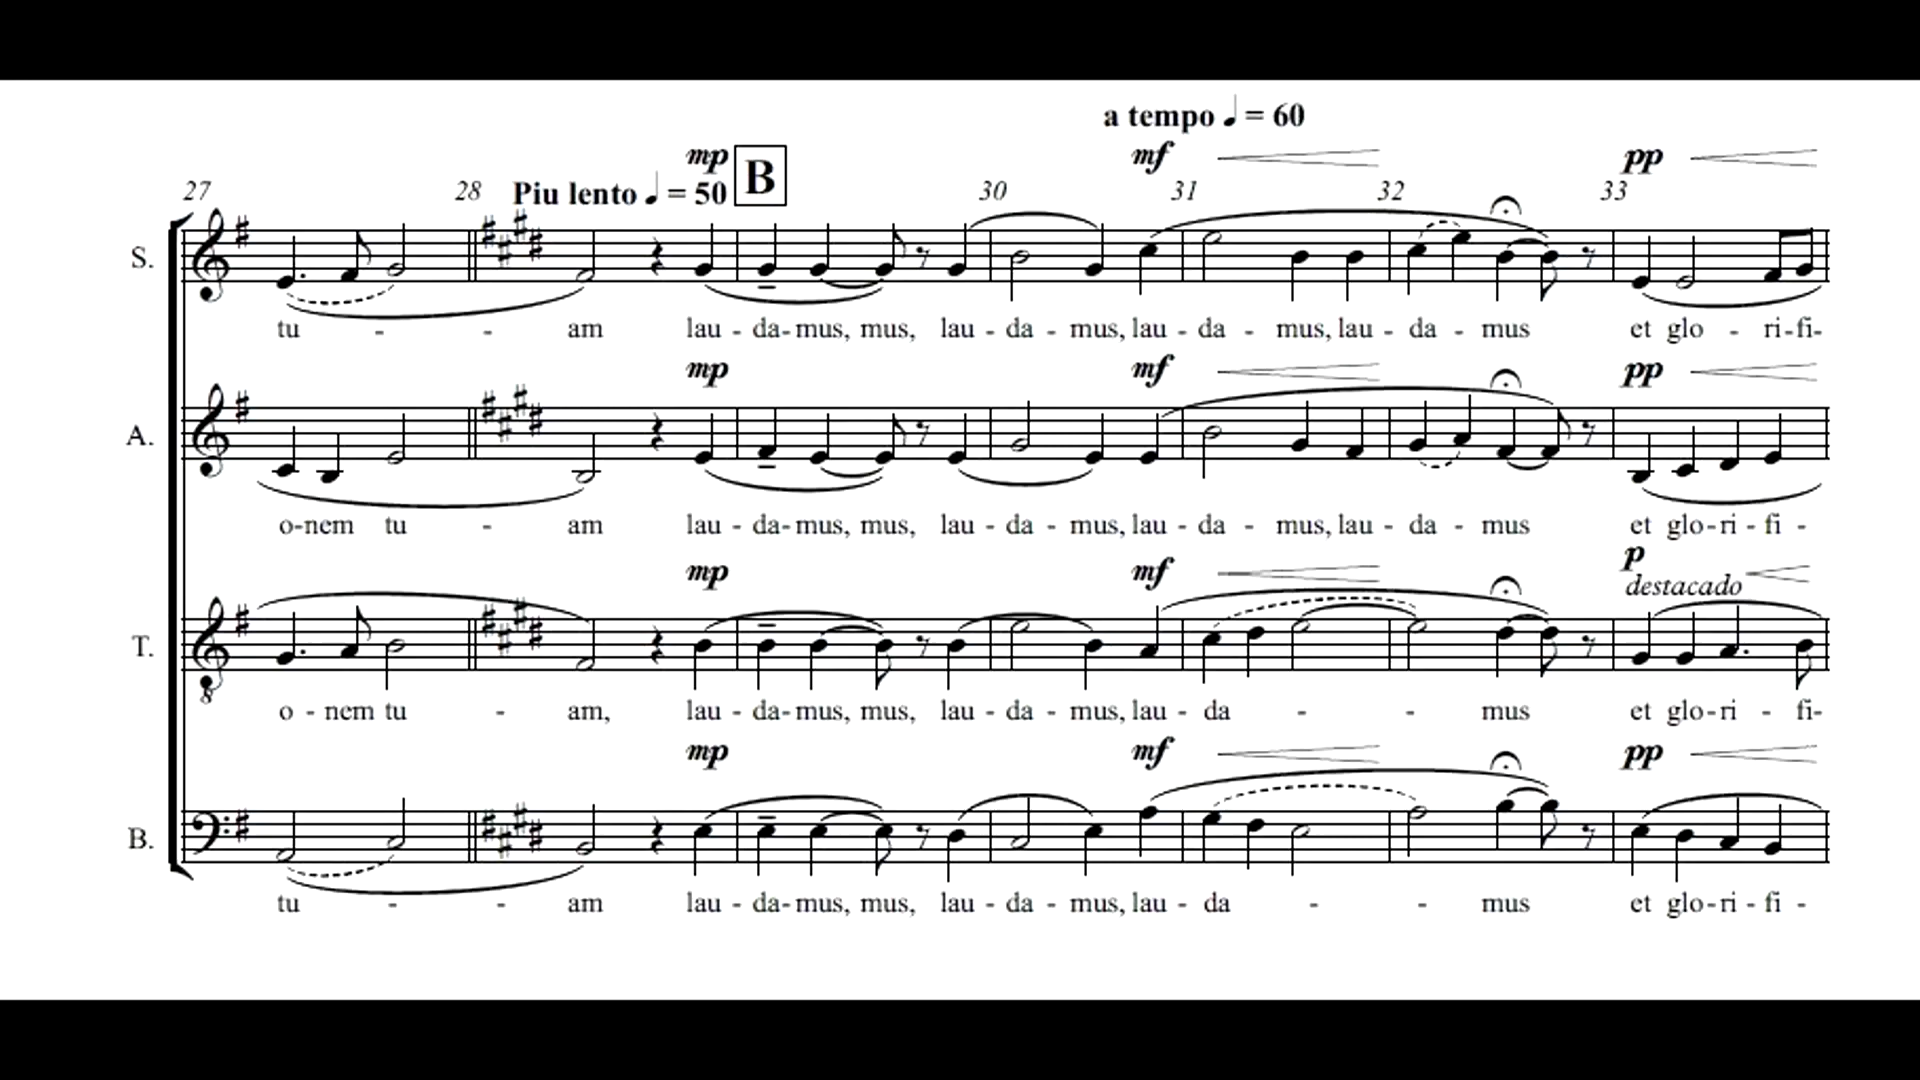 a tempo ♩ = 60
mp B mf pp
27 28 Piu lento ♩ = 50 30 31 32 33
S.
tu - - am lau - da - mus, mus, lau - da - mus, lau - da - mus, lau - da - mus et glo - ri - fi-
mp mf pp
A.
o - nem tu - am lau - da - mus, mus, lau - da - mus, lau - da - mus, lau - da - mus et glo - ri - fi -
p
mp mf destacado
T.
8
o - nem tu - am, lau - da - mus, mus, lau - da - mus, lau - da - - mus et glo - ri - fi-
mp mf pp
B.
tu - - am lau - da - mus, mus, lau - da - mus, lau - da - - mus et glo - ri - fi -